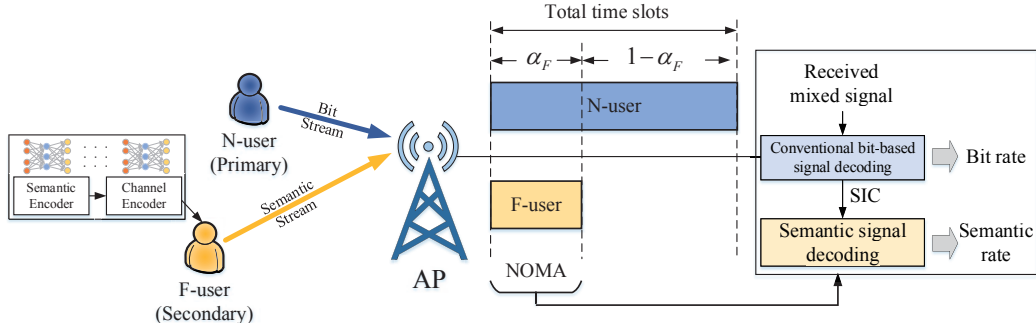 Total time slots
α_F
1−α_F
N-user
F-user
NOMA
N-user
(Primary)
Bit
Stream
Semantic
Stream
Semantic
Encoder
Channel
Encoder
F-user
(Secondary)
AP
Received
mixed signal
Conventional bit-based
signal decoding
Bit rate
SIC
Semantic signal
decoding
Semantic
rate